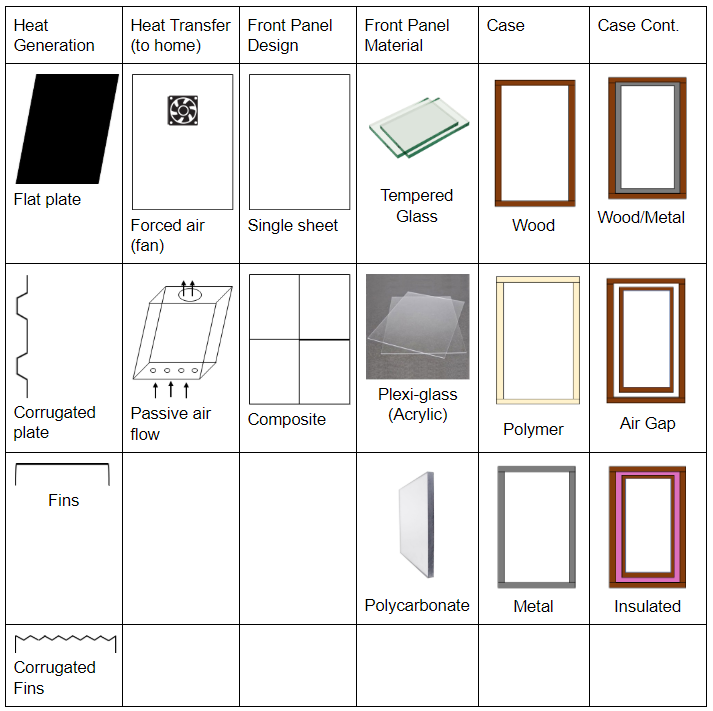 Heat
Generation
Heat Transfer
(to home)
Front Panel
Design
Front Panel
Material
Case
Case Cont.
Flat plate
Forced air
(fan)
Single sheet
Tempered
Glass
Wood
Wood/Metal
Corrugated
plate
Passive air
flow
Composite
Plexi-glass
(Acrylic)
Polymer
Air Gap
Fins
Polycarbonate
Metal
Insulated
Corrugated
Fins